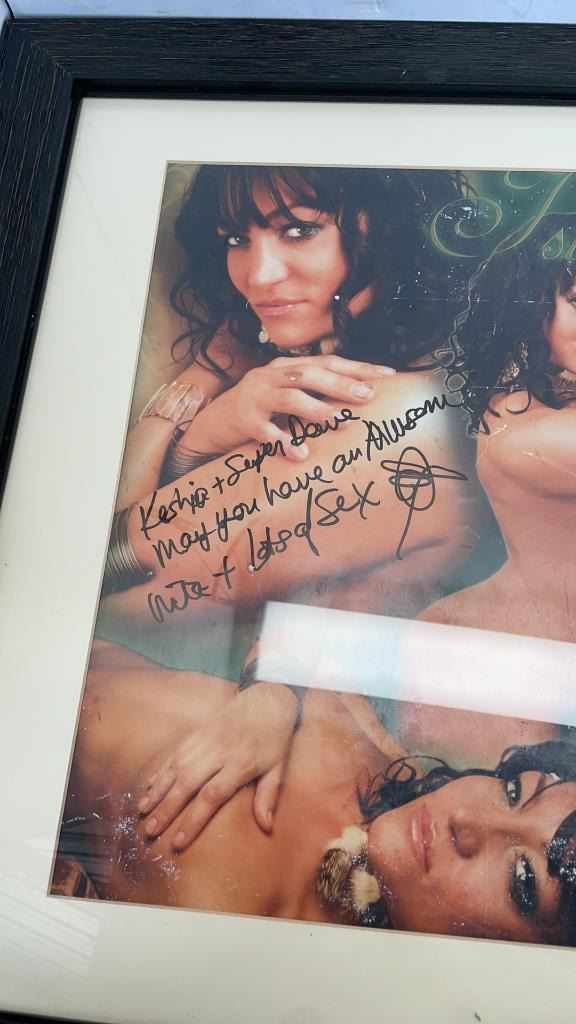 Keshia + Super Dave
May you have an Awesom
nite + lots of Sex